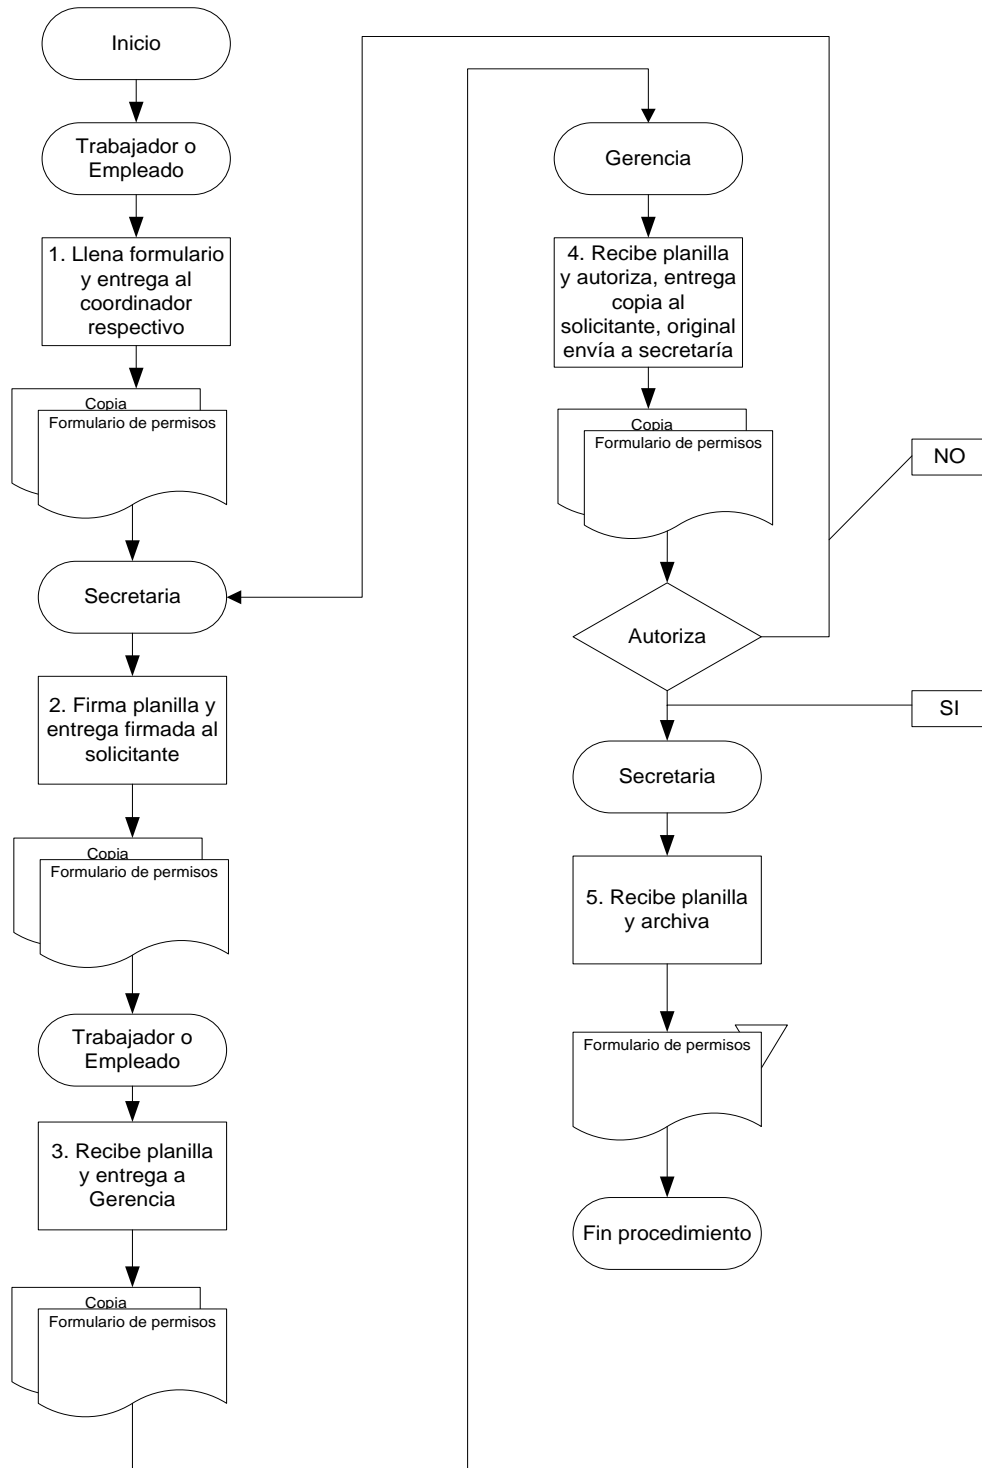 Inicio
Trabajador o
Empleado
1. Llena formulario
y entrega al
coordinador
respectivo
Copia
Formulario de permisos
Secretaria
2. Firma planilla y
entrega firmada al
solicitante
Copia
Formulario de permisos
Trabajador o
Empleado
3. Recibe planilla
y entrega a
Gerencia
Copia
Formulario de permisos
Gerencia
4. Recibe planilla
y autoriza, entrega
copia al
solicitante, original
envía a secretaría
Copia
Formulario de permisos
NO
Autoriza
SI
Secretaria
5. Recibe planilla
y archiva
Formulario de permisos
Fin procedimiento